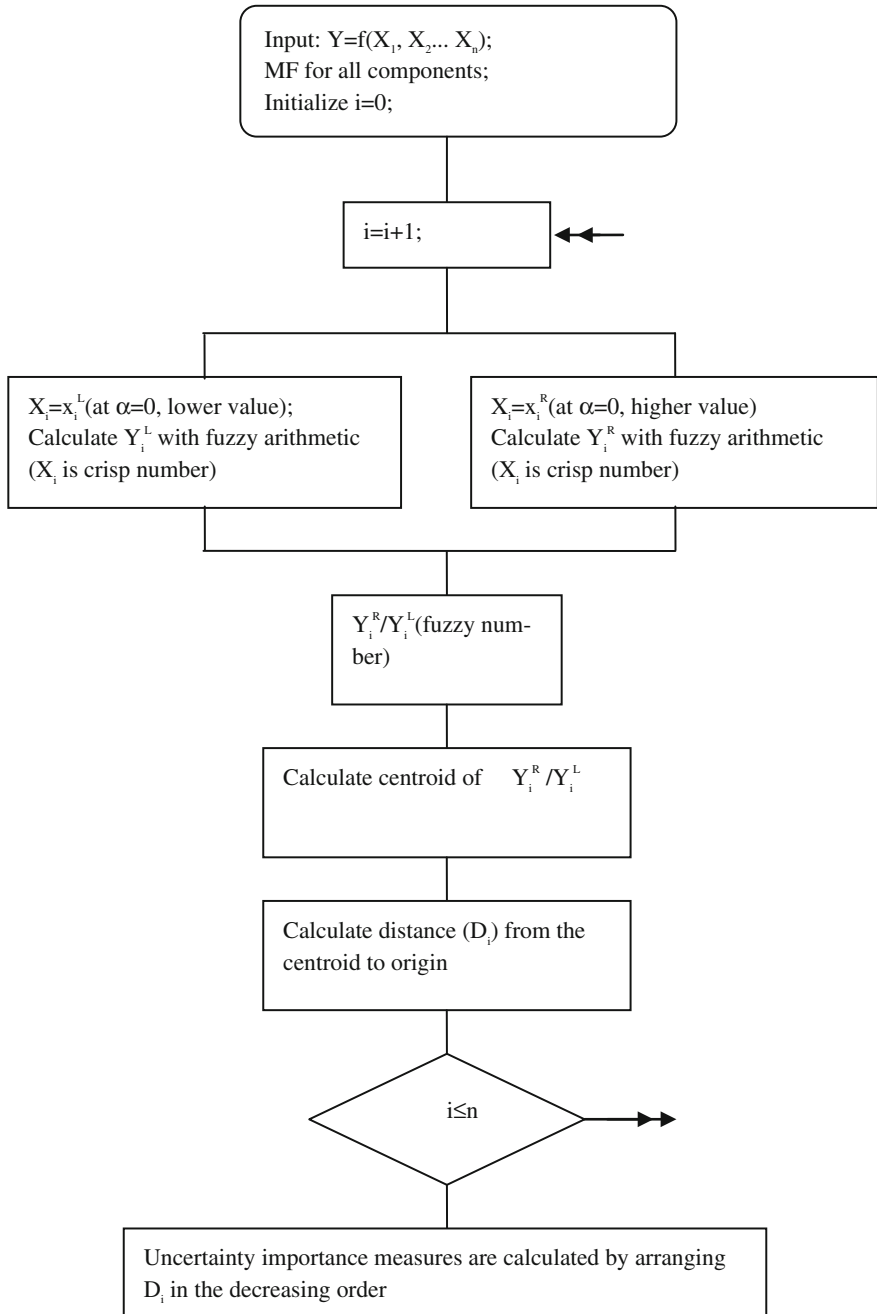 Input: Y=f(X₁, X₂... Xₙ);
MF for all components;
Initialize i=0;
i=i+1;
Xᵢ=xᵢᴸ(at α=0, lower value);
Calculate Yᵢᴸ with fuzzy arithmetic
(Xᵢ is crisp number)
Xᵢ=xᵢᴿ(at α=0, higher value)
Calculate Yᵢᴿ with fuzzy arithmetic
(Xᵢ is crisp number)
Yᵢᴿ/Yᵢᴸ(fuzzy num-
ber)
Calculate centroid of Yᵢᴿ /Yᵢᴸ
Calculate distance (Dᵢ) from the
centroid to origin
i≤n
Uncertainty importance measures are calculated by arranging
Dᵢ in the decreasing order